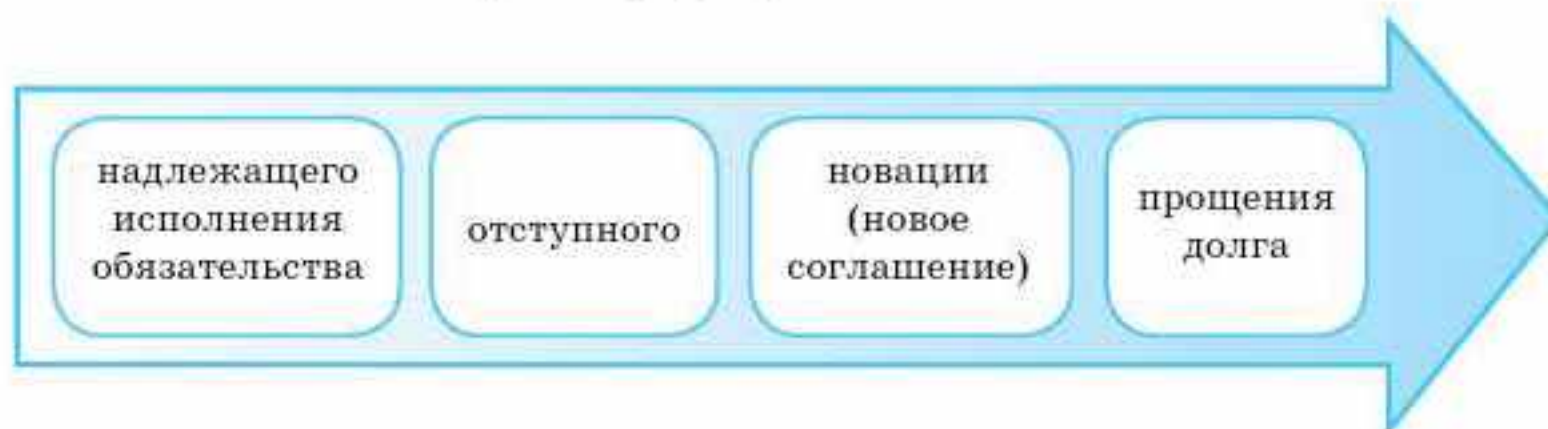 надлежащего
исполнения
обязательства
отступного
новации
(новое
соглашение)
прощения
долга